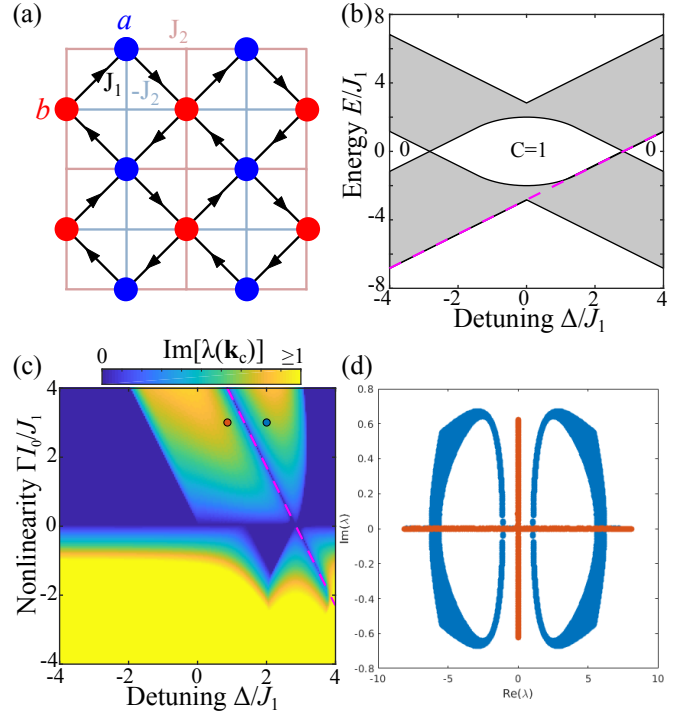 (a)
a
J₂
J₁
-J₂
b
(b)
Energy E/J₁
4
0
-4
-8
0
C=1
0
-4
-2
0
2
4
Detuning Δ/J₁
(c)
0
Im[λ(k_c)]
≥1
Nonlinearity ΓI₀/J₁
4
2
0
-2
-4
-4
-2
0
2
4
Detuning Δ/J₁
(d)
Im(λ)
0.8
0.6
0.4
0.2
0
-0.2
-0.4
-0.6
-0.8
-10
-5
0
5
10
Re(λ)